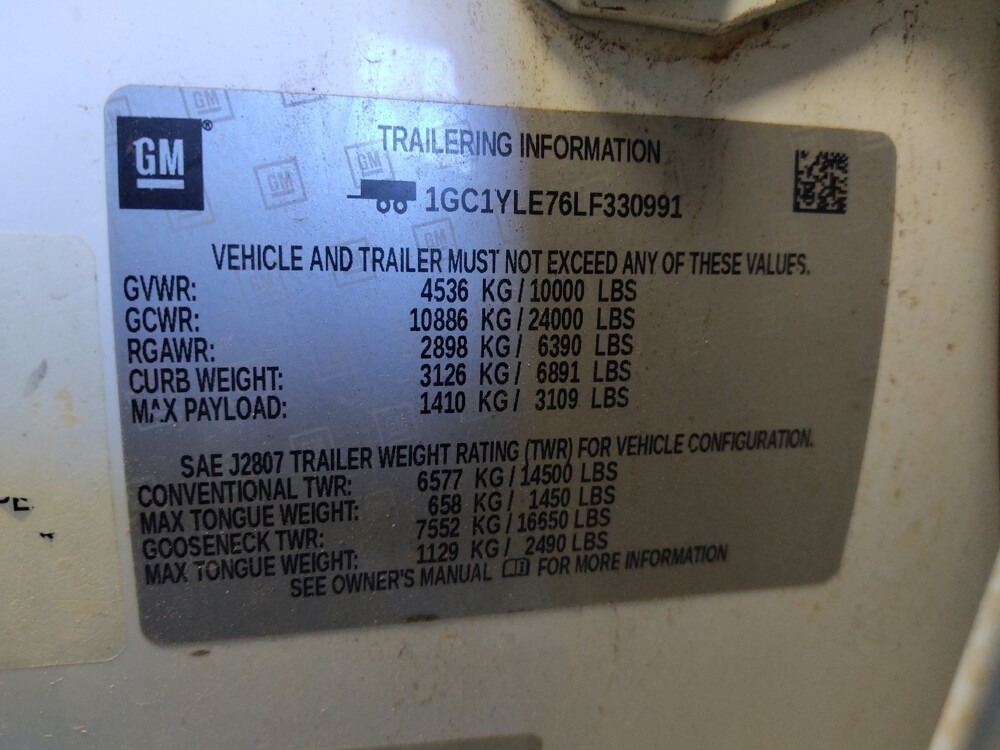 GM
TRAILERING INFORMATION
1GC1YLE76LF330991
VEHICLE AND TRAILER MUST NOT EXCEED ANY OF THESE VALUES.
GVWR: 4536 KG / 10000 LBS
GCWR: 10886 KG / 24000 LBS
RGAWR: 2898 KG / 6390 LBS
CURB WEIGHT: 3126 KG / 6891 LBS
MAX PAYLOAD: 1410 KG / 3109 LBS
SAE J2807 TRAILER WEIGHT RATING (TWR) FOR VEHICLE CONFIGURATION.
CONVENTIONAL TWR: 6577 KG / 14500 LBS
MAX TONGUE WEIGHT: 658 KG / 1450 LBS
GOOSENECK TWR: 7552 KG / 16650 LBS
MAX TONGUE WEIGHT: 1129 KG / 2490 LBS
SEE OWNER'S MANUAL FOR MORE INFORMATION